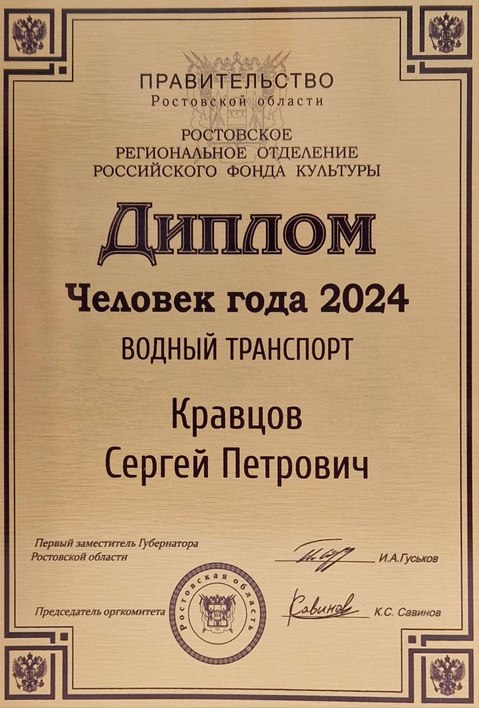 ПРАВИТЕЛЬСТВО
Ростовской области
РОСТОВСКОЕ
РЕГИОНАЛЬНОЕ ОТДЕЛЕНИЕ
РОССИЙСКОГО ФОНДА КУЛЬТУРЫ
Диплом
Человек года 2024
ВОДНЫЙ ТРАНСПОРТ
Кравцов
Сергей Петрович
Первый заместитель Губернатора
Ростовской области
И.А.Гуськов
Ростовская область
Председатель оргкомитета
Савинов
К.С. Савинов